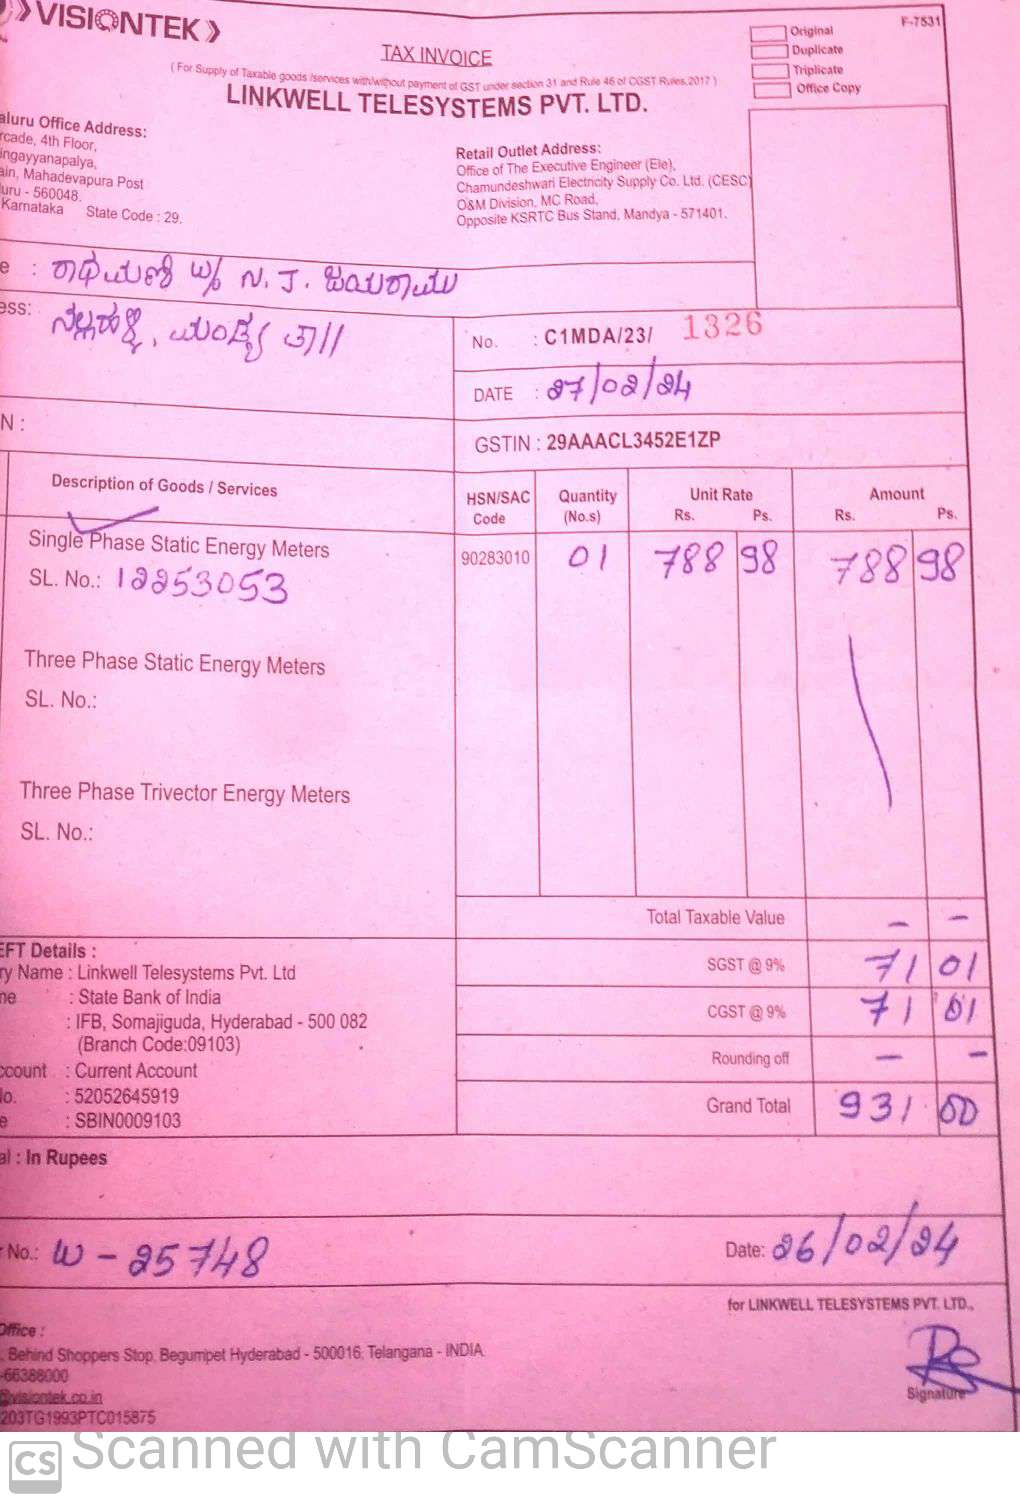 VISIONTEK
F-7531
TAX INVOICE
( For Supply of Taxable goods /services with/without payment of GST under section 31 and Rule 46 of CGST Rules,2017 )
LINKWELL TELESYSTEMS PVT. LTD.
Original
Duplicate
Triplicate
Office Copy
aluru Office Address:
rcade, 4th Floor,
ingayyanapalya,
ain, Mahadevapura Post
uru - 560048.
Karnataka State Code : 29.
Retail Outlet Address:
Office of The Executive Engineer (Ele),
Chamundeshwari Electricity Supply Co. Ltd. (CESC)
O&M Division, MC Road,
Opposite KSRTC Bus Stand, Mandya - 571401.
e : ರಾಧಮಣಿ W/o N. J. ಜಯರಾಮು
ess: ಮಂಡ್ಯ ತಾ//
No. : C1MDA/23/ 1326
DATE : 27/02/24
N :
GSTIN : 29AAACL3452E1ZP
Description of Goods / Services HSN/SAC Code Quantity (No.s) Unit Rate Rs. Ps. Amount Rs. Ps.
Single Phase Static Energy Meters 90283010 01 788 98 788 98
SL. No.: 12253053
Three Phase Static Energy Meters
SL. No.:
Three Phase Trivector Energy Meters
SL. No.:
Total Taxable Value - -
EFT Details :
ry Name : Linkwell Telesystems Pvt. Ltd
me : State Bank of India
: IFB, Somajiguda, Hyderabad - 500 082
(Branch Code:09103)
ccount : Current Account
lo. : 52052645919
e : SBIN0009103
SGST @ 9% 71 01
CGST @ 9% 71 01
Rounding off - -
Grand Total 931 00
al : In Rupees
No.: W - 25748
Date: 26/02/24
for LINKWELL TELESYSTEMS PVT. LTD.,
Office :
, Behind Shoppers Stop, Begumpet Hyderabad - 500016, Telangana - INDIA
-66388000
@visiontek.co.in
203TG1993PTC015875
Signature
CS Scanned with CamScanner